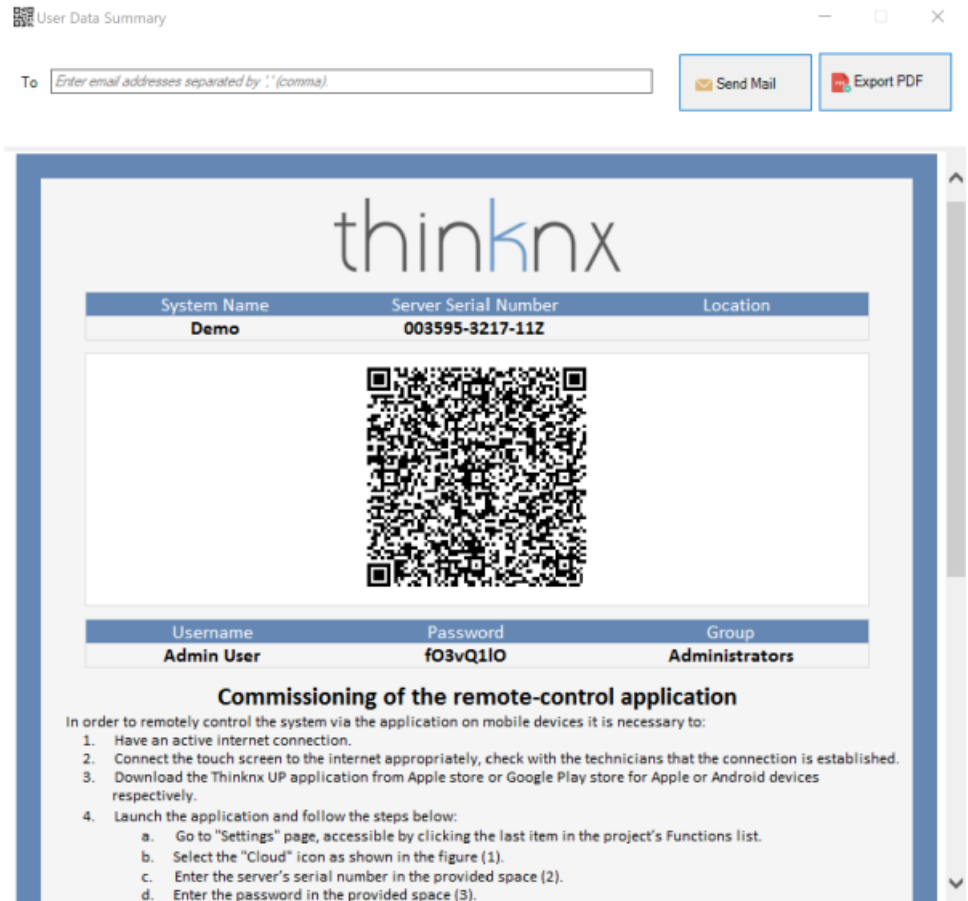 User Data Summary
To Enter email addresses separated by ',' (comma). Send Mail Export PDF
thinknx
System Name Server Serial Number Location
Demo 003595-3217-11Z
Username Password Group
Admin User fO3vQ1lO Administrators
Commissioning of the remote-control application
In order to remotely control the system via the application on mobile devices it is necessary to:
1. Have an active internet connection.
2. Connect the touch screen to the internet appropriately, check with the technicians that the connection is established.
3. Download the Thinknx UP application from Apple store or Google Play store for Apple or Android devices
respectively.
4. Launch the application and follow the steps below:
a. Go to "Settings" page, accessible by clicking the last item in the project's Functions list.
b. Select the "Cloud" icon as shown in the figure (1).
c. Enter the server's serial number in the provided space (2).
d. Enter the password in the provided space (3).